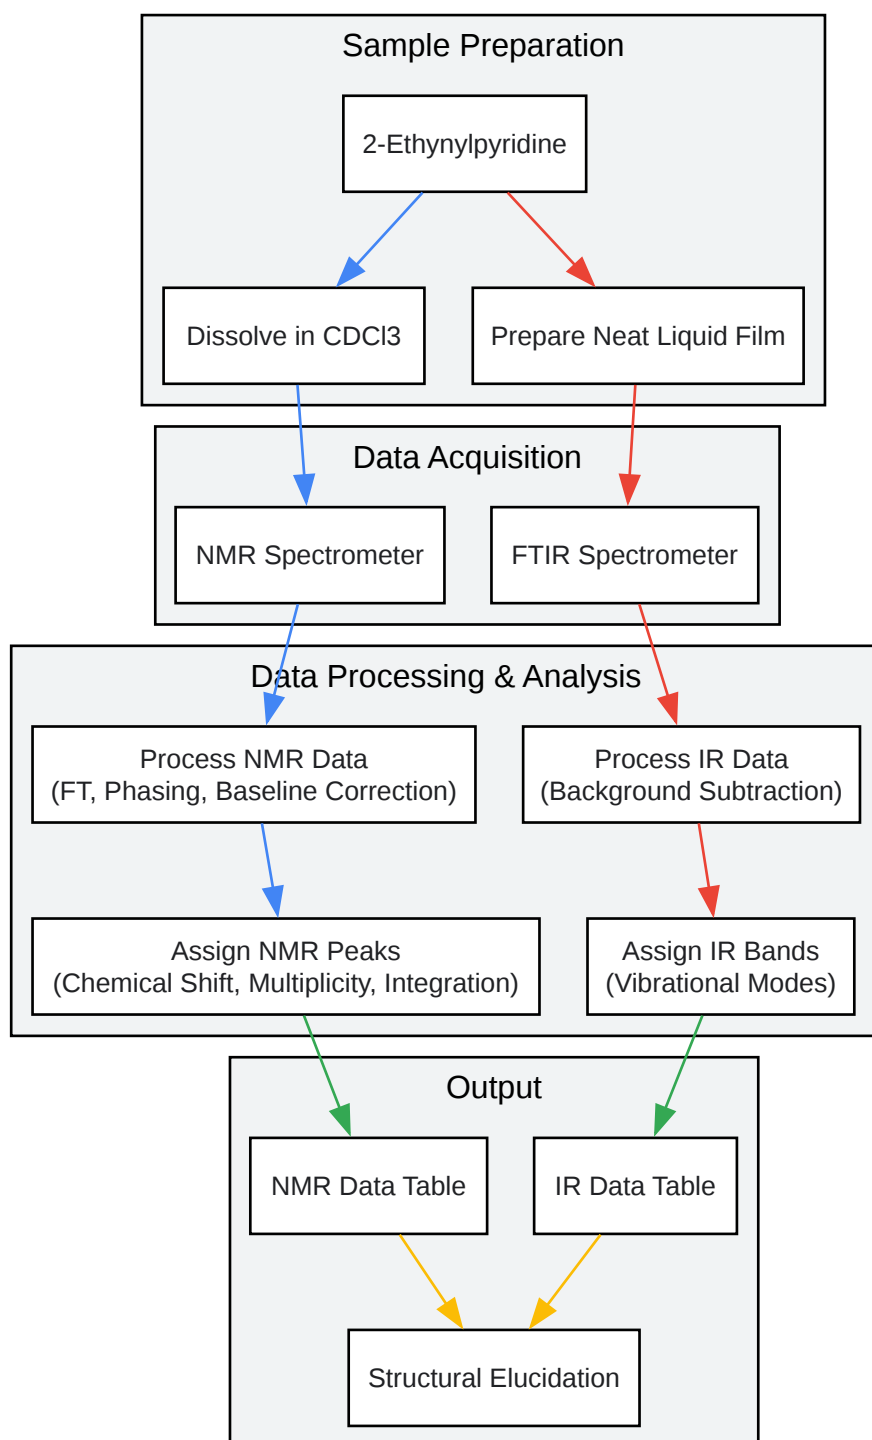 Sample Preparation
2-Ethynylpyridine
Dissolve in CDCl3
Prepare Neat Liquid Film
Data Acquisition
NMR Spectrometer
FTIR Spectrometer
Data Processing & Analysis
Process NMR Data
(FT, Phasing, Baseline Correction)
Process IR Data
(Background Subtraction)
Assign NMR Peaks
(Chemical Shift, Multiplicity, Integration)
Assign IR Bands
(Vibrational Modes)
Output
NMR Data Table
IR Data Table
Structural Elucidation